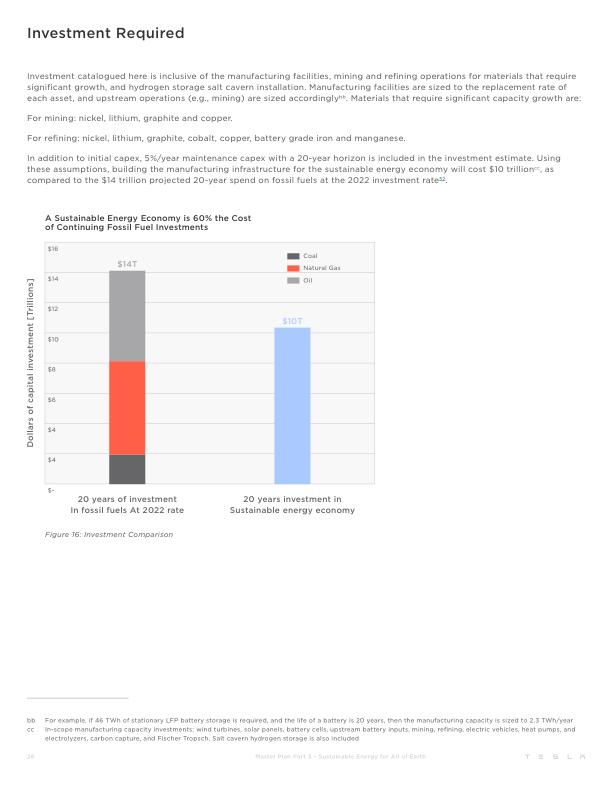 Investment Required
Investment catalogued here is inclusive of the manufacturing facilities, mining and refining operations for materials that require
significant growth, and hydrogen storage salt cavern installation. Manufacturing facilities are sized to the replacement rate of
each asset, and upstream operations (e.g., mining) are sized accordinglybb. Materials that require significant capacity growth are:
For mining: nickel, lithium, graphite and copper.
For refining: nickel, lithium, graphite, cobalt, copper, battery grade iron and manganese.
In addition to initial capex, 5%/year maintenance capex with a 20-year horizon is included in the investment estimate. Using
these assumptions, building the manufacturing infrastructure for the sustainable energy economy will cost $10 trillioncc, as
compared to the $14 trillion projected 20-year spend on fossil fuels at the 2022 investment rate52.
A Sustainable Energy Economy is 60% the Cost
of Continuing Fossil Fuel Investments
Dollars of capital investment [Trillions]
$16
$14
$12
$10
$8
$6
$4
$4
$-
$14T
$10T
Coal
Natural Gas
Oil
20 years of investment
In fossil fuels At 2022 rate
20 years investment in
Sustainable energy economy
Figure 16: Investment Comparison
bb For example, if 46 TWh of stationary LFP battery storage is required, and the life of a battery is 20 years, then the manufacturing capacity is sized to 2.3 TWh/year
cc In-scope manufacturing capacity investments: wind turbines, solar panels, battery cells, upstream battery inputs, mining, refining, electric vehicles, heat pumps, and
electrolyzers, carbon capture, and Fischer Tropsch. Salt cavern hydrogen storage is also included
Master Plan Part 3 – Sustainable Energy for All of Earth
TESLA